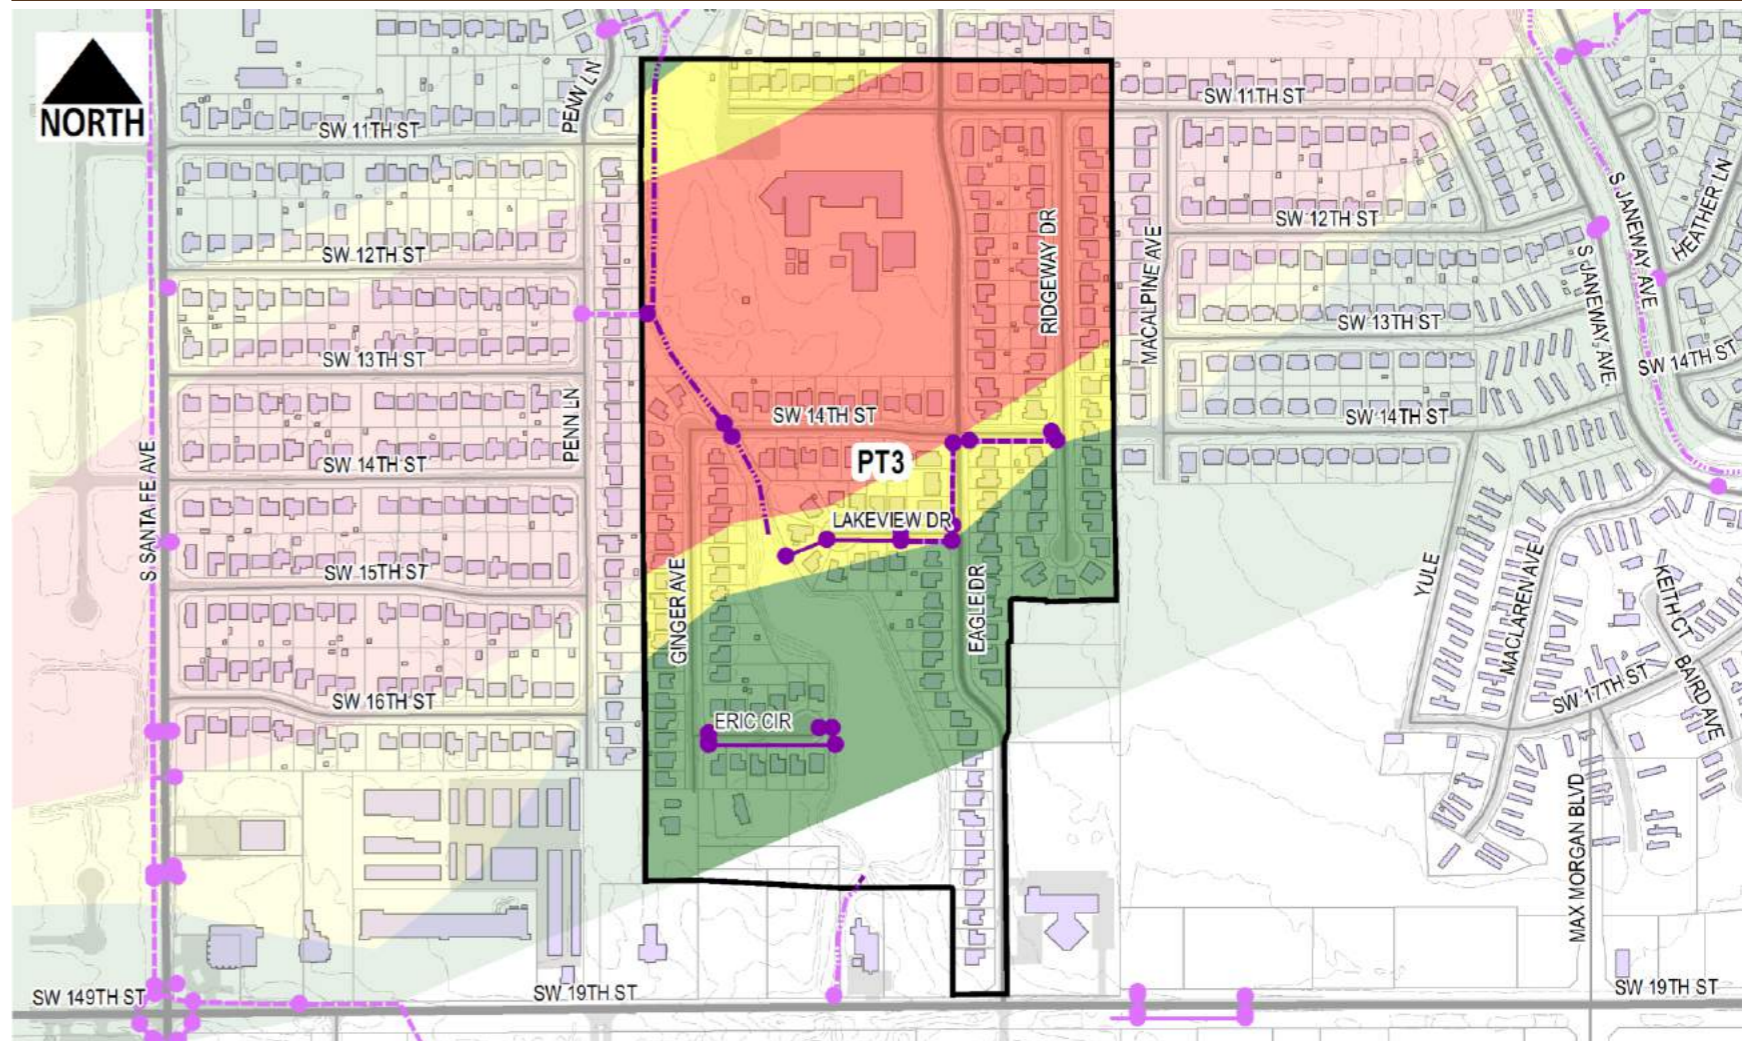 NORTH
PENN LN
SW 11TH ST
SW 11TH ST
S JANEWAY AVE
HEATHER LN
SW 12TH ST
SW 12TH ST
RIDGEWAY DR
MACALPINE AVE
S JANEWAY AVE
SW 13TH ST
SW 13TH ST
SW 14TH ST
PENN LN
SW 14TH ST
SW 14TH ST
SW 14TH ST
PT3
S SANTA FE AVE
LAKEVIEW DR
SW 15TH ST
GINGER AVE
EAGLE DR
YULE
MACLAREN AVE
KEITH CT
SW 16TH ST
SW 17TH ST
BAIRD AVE
ERIC CIR
MAX MORGAN BLVD
SW 149TH ST
SW 19TH ST
SW 19TH ST